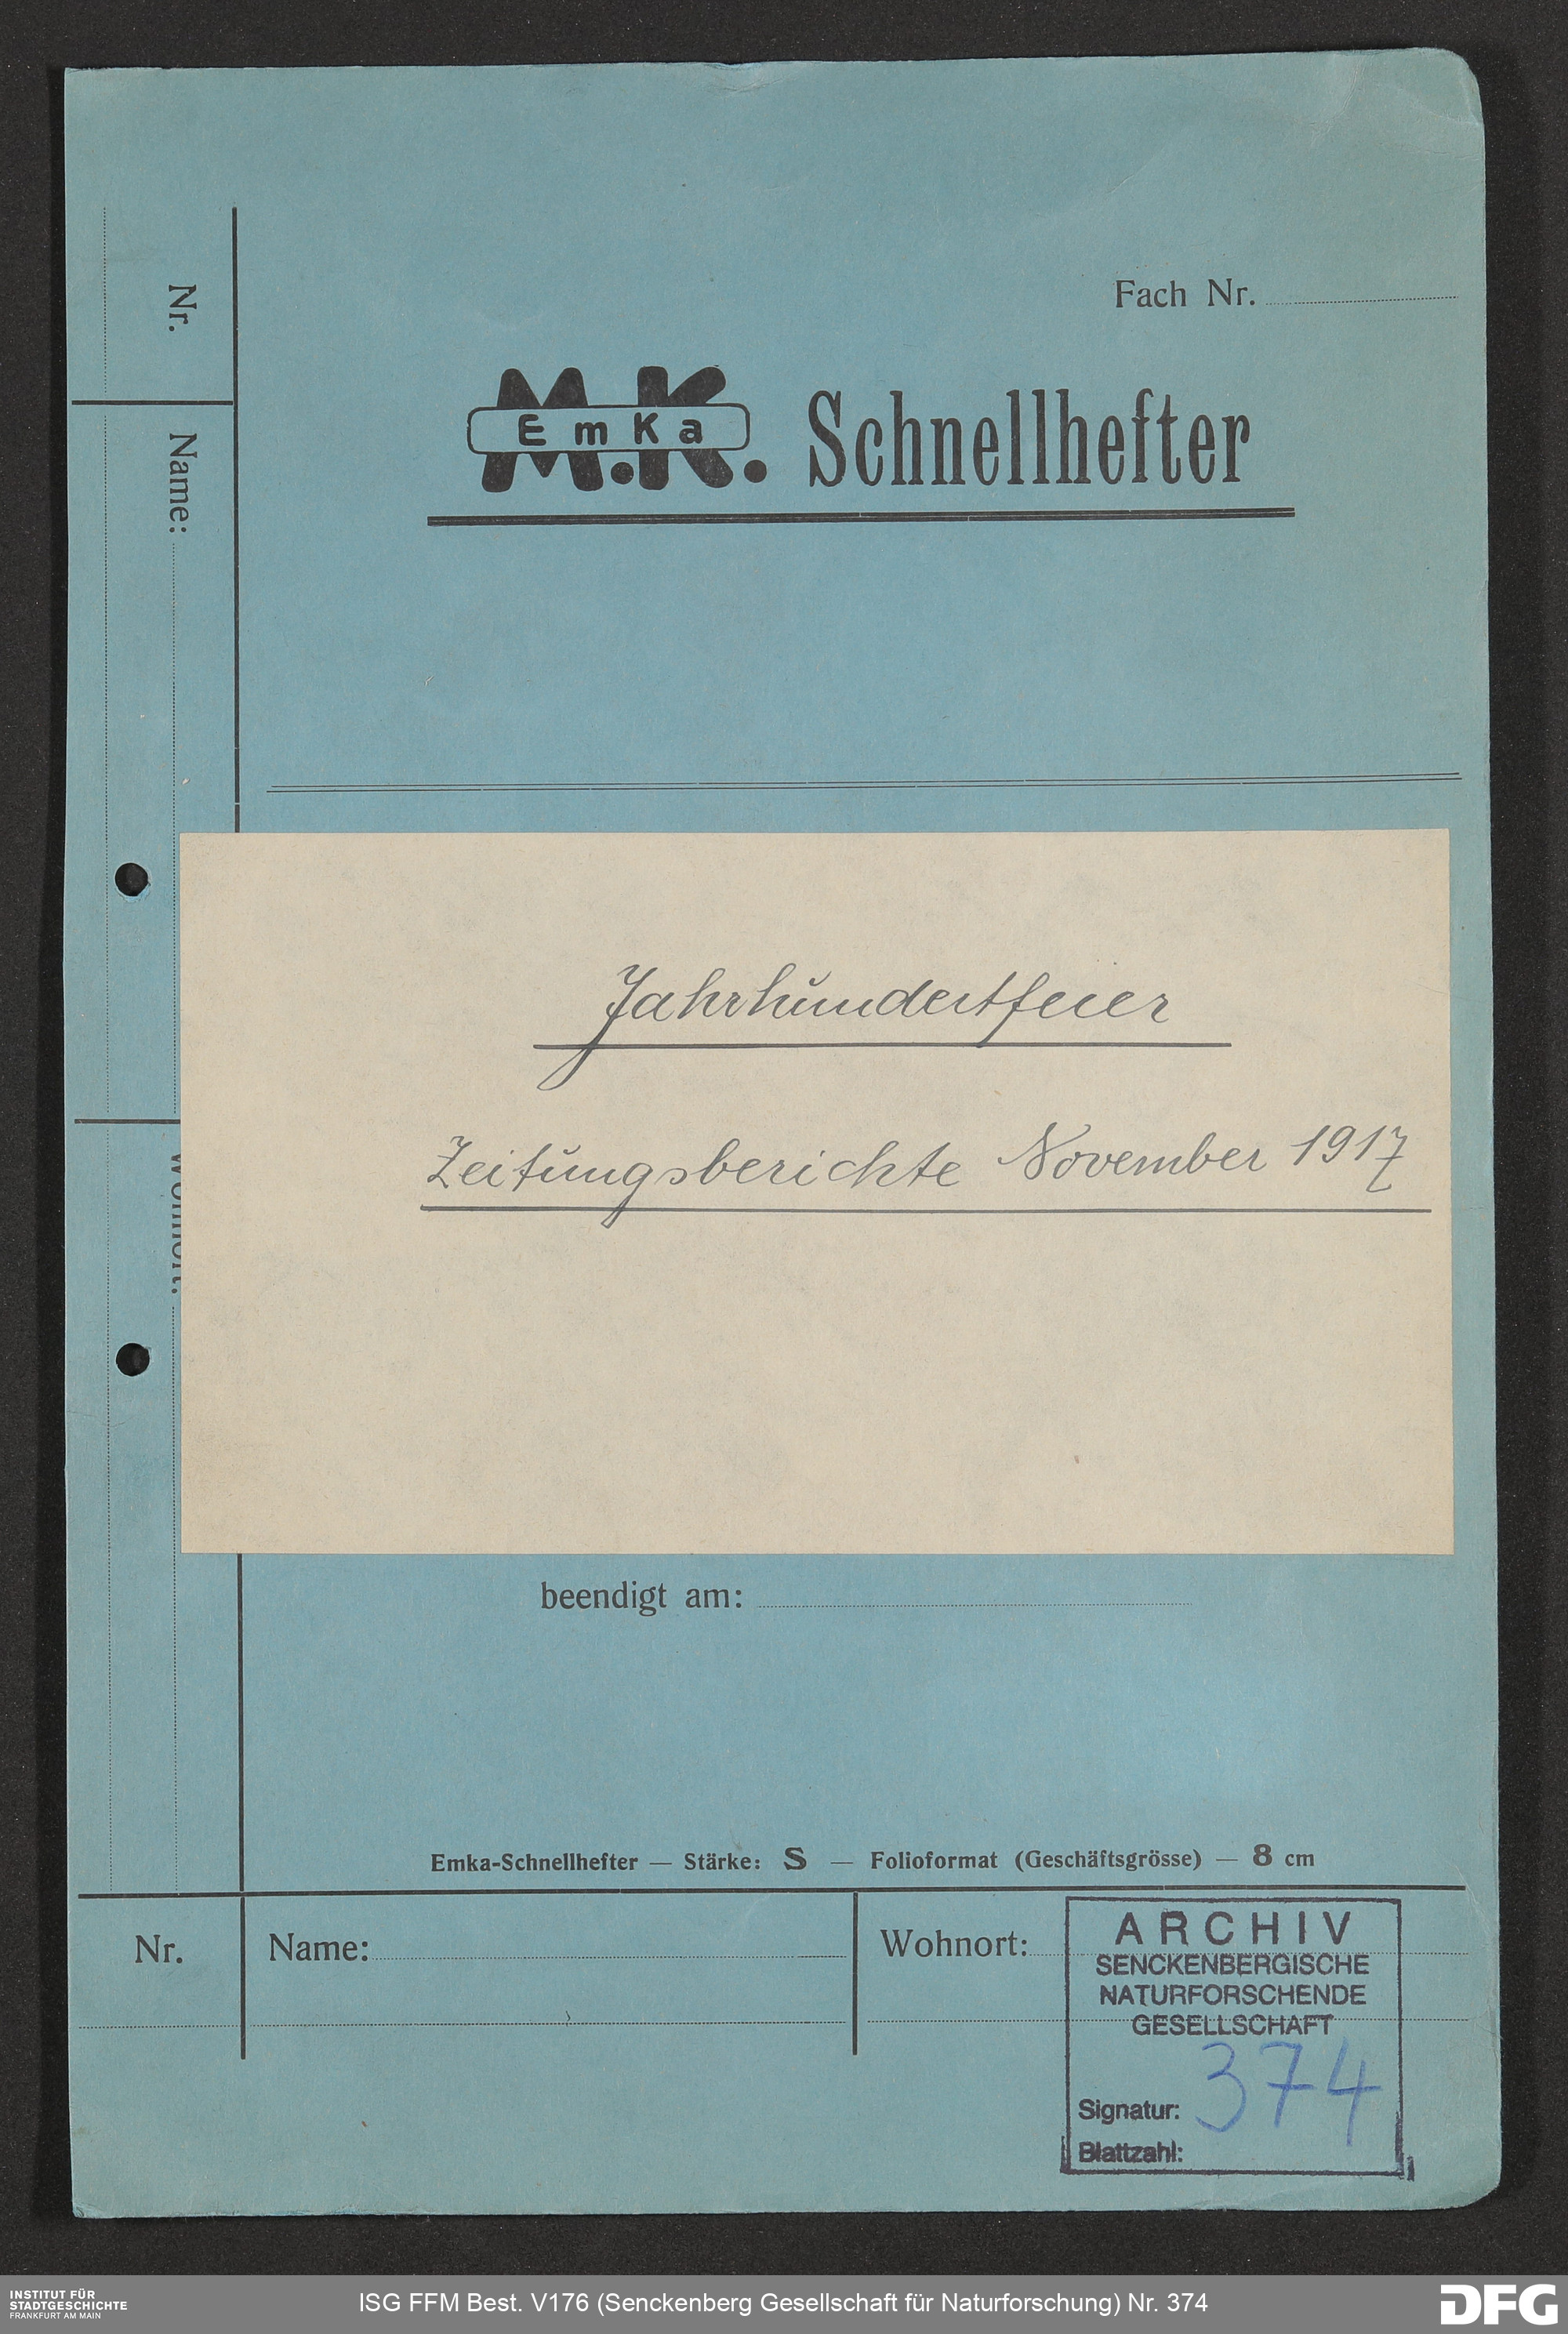 Fach Nr.
M.K.
EmKa
Schnellhefter
Nr.
Name:
Wohnort:
Jahrhundertfeier
Zeitungsberichte November 1917
beendigt am:
Emka-Schnellhefter — Stärke: S — Folioformat (Geschäftsgrösse) — 8 cm
Nr.
Name:
Wohnort:
ARCHIV
SENCKENBERGISCHE
NATURFORSCHENDE
GESELLSCHAFT
Signatur: 374
Blattzahl:
INSTITUT FÜR
STADTGESCHICHTE
FRANKFURT AM MAIN
ISG FFM Best. V176 (Senckenberg Gesellschaft für Naturforschung) Nr. 374
DFG